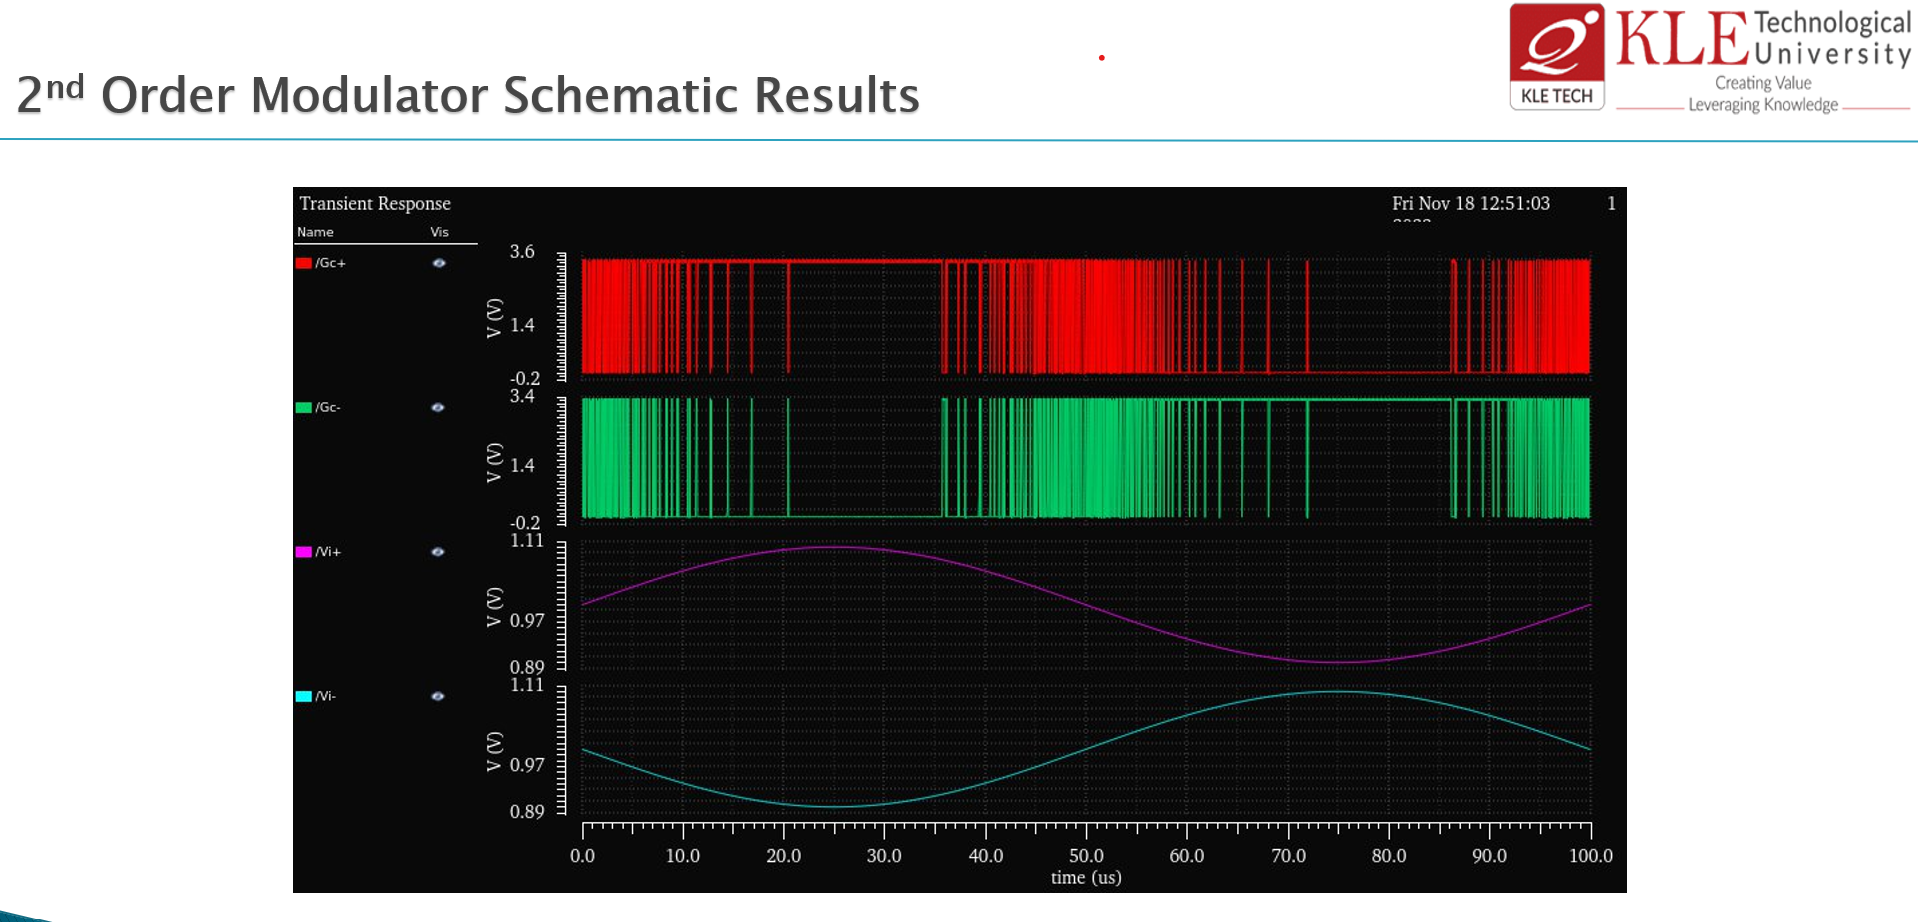 2nd Order Modulator Schematic Results
KLE TECH
KLE Technological University
Creating Value
Leveraging Knowledge
Transient Response
Fri Nov 18 12:51:03
1
Name Vis
/Gc+
V (V)
3.6
1.4
-0.2
/Gc-
V (V)
3.4
1.4
-0.2
/Vi+
V (V)
1.11
0.97
0.89
/Vi-
V (V)
1.11
0.97
0.89
0.0 10.0 20.0 30.0 40.0 50.0 60.0 70.0 80.0 90.0 100.0
time (us)